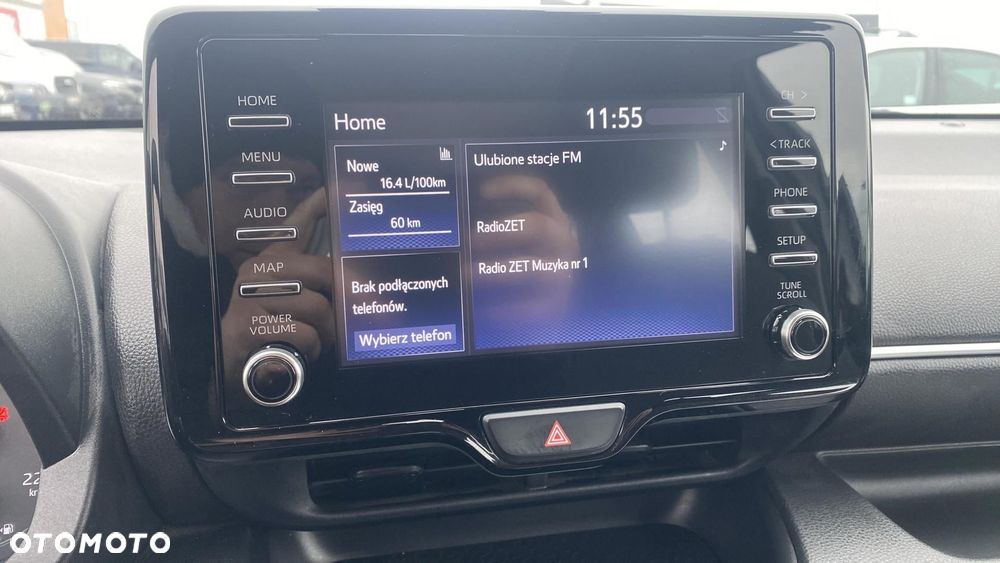 HOME
MENU
AUDIO
MAP
POWER
VOLUME
Home
11:55
Nowe
16.4 L/100km
Zasięg
60 km
Brak podłączonych
telefonów.
Wybierz telefon
Ulubione stacje FM
RadioZET
Radio ZET Muzyka nr 1
CH >
< TRACK
PHONE
SETUP
TUNE
SCROLL
OTOMOTO